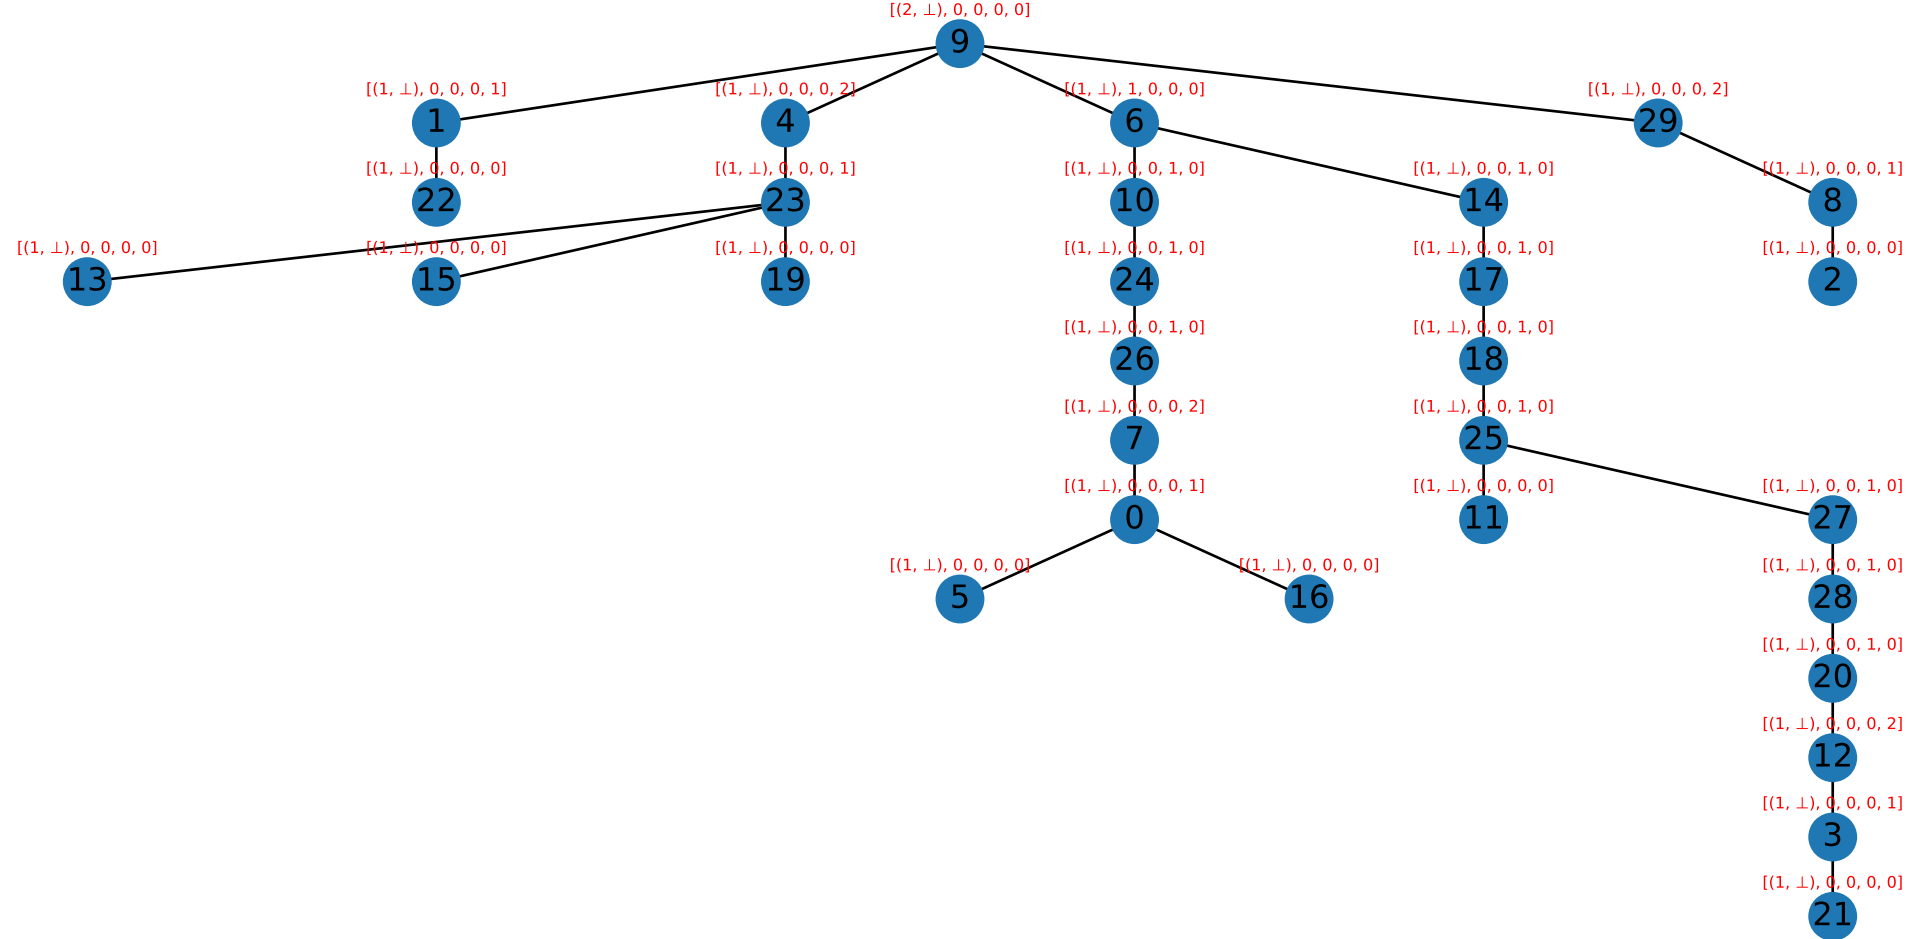 [(2, ⊥), 0, 0, 0, 0]
9
[(1, ⊥), 0, 0, 0, 1] [(1, ⊥), 0, 0, 0, 2] [(1, ⊥), 1, 0, 0, 0] [(1, ⊥), 0, 0, 0, 2]
1 4 6 29
[(1, ⊥), 0, 0, 0, 0] [(1, ⊥), 0, 0, 0, 1] [(1, ⊥), 0, 0, 1, 0] [(1, ⊥), 0, 0, 1, 0] [(1, ⊥), 0, 0, 0, 1]
22 23 10 14 8
[(1, ⊥), 0, 0, 0, 0] [(1, ⊥), 0, 0, 0, 0] [(1, ⊥), 0, 0, 0, 0] [(1, ⊥), 0, 0, 1, 0] [(1, ⊥), 0, 0, 1, 0] [(1, ⊥), 0, 0, 0, 0]
13 15 19 24 17 2
[(1, ⊥), 0, 0, 1, 0] [(1, ⊥), 0, 0, 1, 0]
26 18
[(1, ⊥), 0, 0, 0, 2] [(1, ⊥), 0, 0, 1, 0]
7 25
[(1, ⊥), 0, 0, 0, 1] [(1, ⊥), 0, 0, 0, 0] [(1, ⊥), 0, 0, 1, 0]
0 11 27
[(1, ⊥), 0, 0, 0, 0] [(1, ⊥), 0, 0, 0, 0] [(1, ⊥), 0, 0, 1, 0]
5 16 28
[(1, ⊥), 0, 0, 1, 0]
20
[(1, ⊥), 0, 0, 0, 2]
12
[(1, ⊥), 0, 0, 0, 1]
3
[(1, ⊥), 0, 0, 0, 0]
21